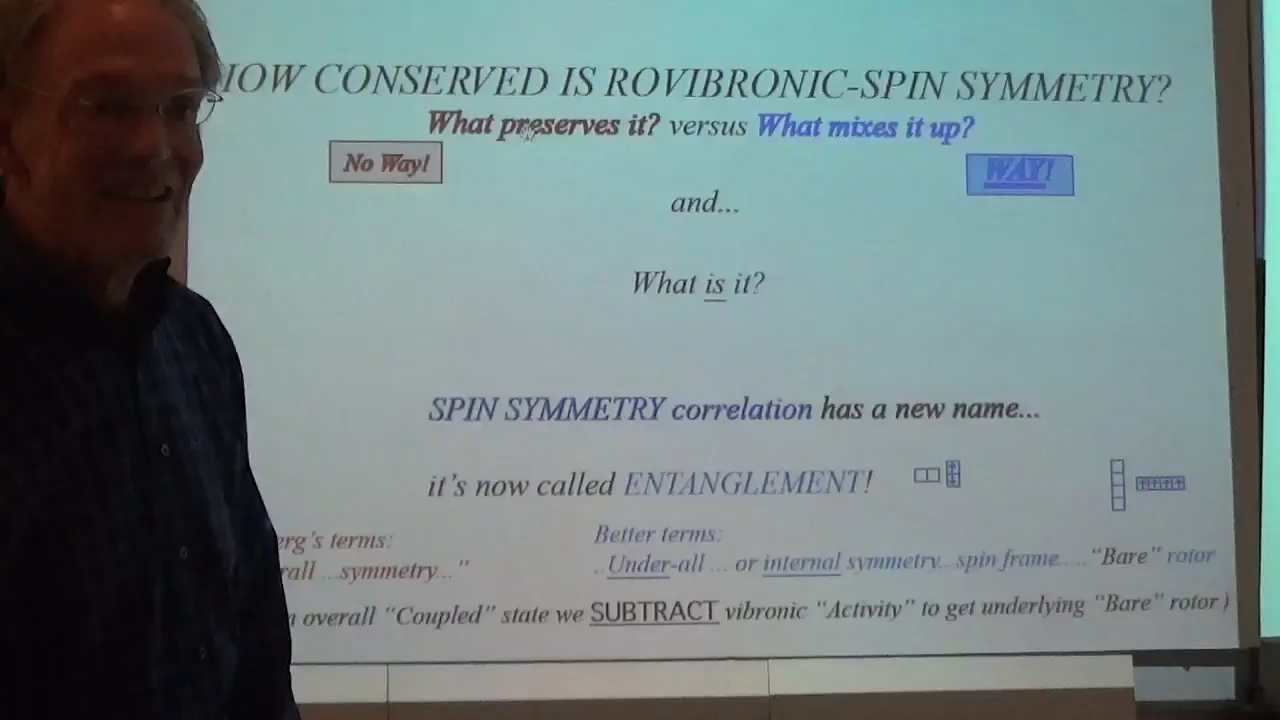 HOW CONSERVED IS ROVIBRONIC-SPIN SYMMETRY?
What preserves it? versus What mixes it up?
No Way!
WAY!
and...
What is it?
SPIN SYMMETRY correlation has a new name...
it's now called ENTANGLEMENT!
erg's terms:
Better terms:
rall ...symmetry..."
..Under-all ... or internal symmetry..spin frame.... "Bare" rotor
overall "Coupled" state we SUBTRACT vibronic "Activity" to get underlying "Bare" rotor)